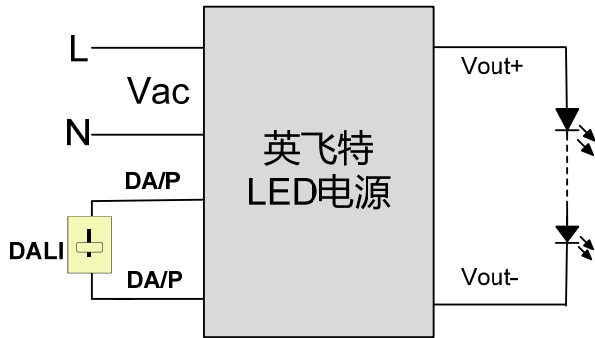 L
Vac
N
DA/P
DALI
DA/P
英飞特
LED电源
Vout+
Vout-